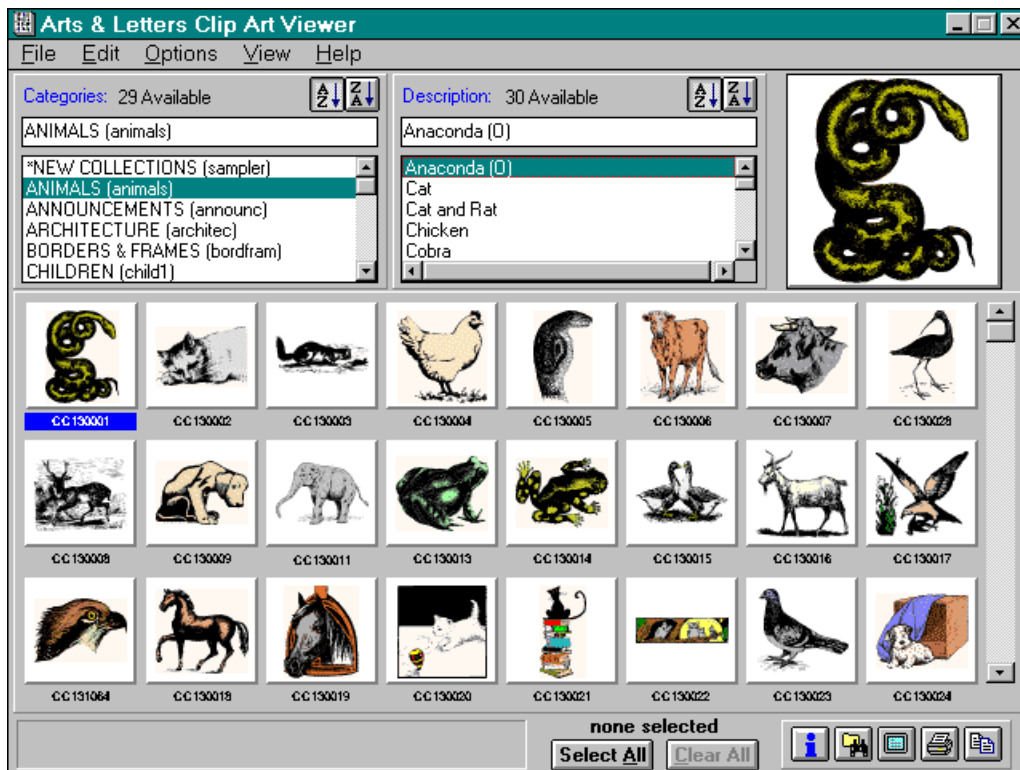 Arts & Letters Clip Art Viewer
File Edit Options View Help
Categories: 29 Available
ANIMALS (animals)
*NEW COLLECTIONS (sampler)
ANIMALS (animals)
ANNOUNCEMENTS (announc)
ARCHITECTURE (architec)
BORDERS & FRAMES (bordfram)
CHILDREN (child1)
Description: 30 Available
Anaconda (O)
Anaconda (O)
Cat
Cat and Rat
Chicken
Cobra
CC130001 CC130002 CC130003 CC130004 CC130005 CC130006 CC130007 CC130028
CC130008 CC130009 CC130011 CC130013 CC130014 CC130015 CC130016 CC130017
CC131064 CC130018 CC130019 CC130020 CC130021 CC130022 CC130023 CC130024
none selected
Select All Clear All